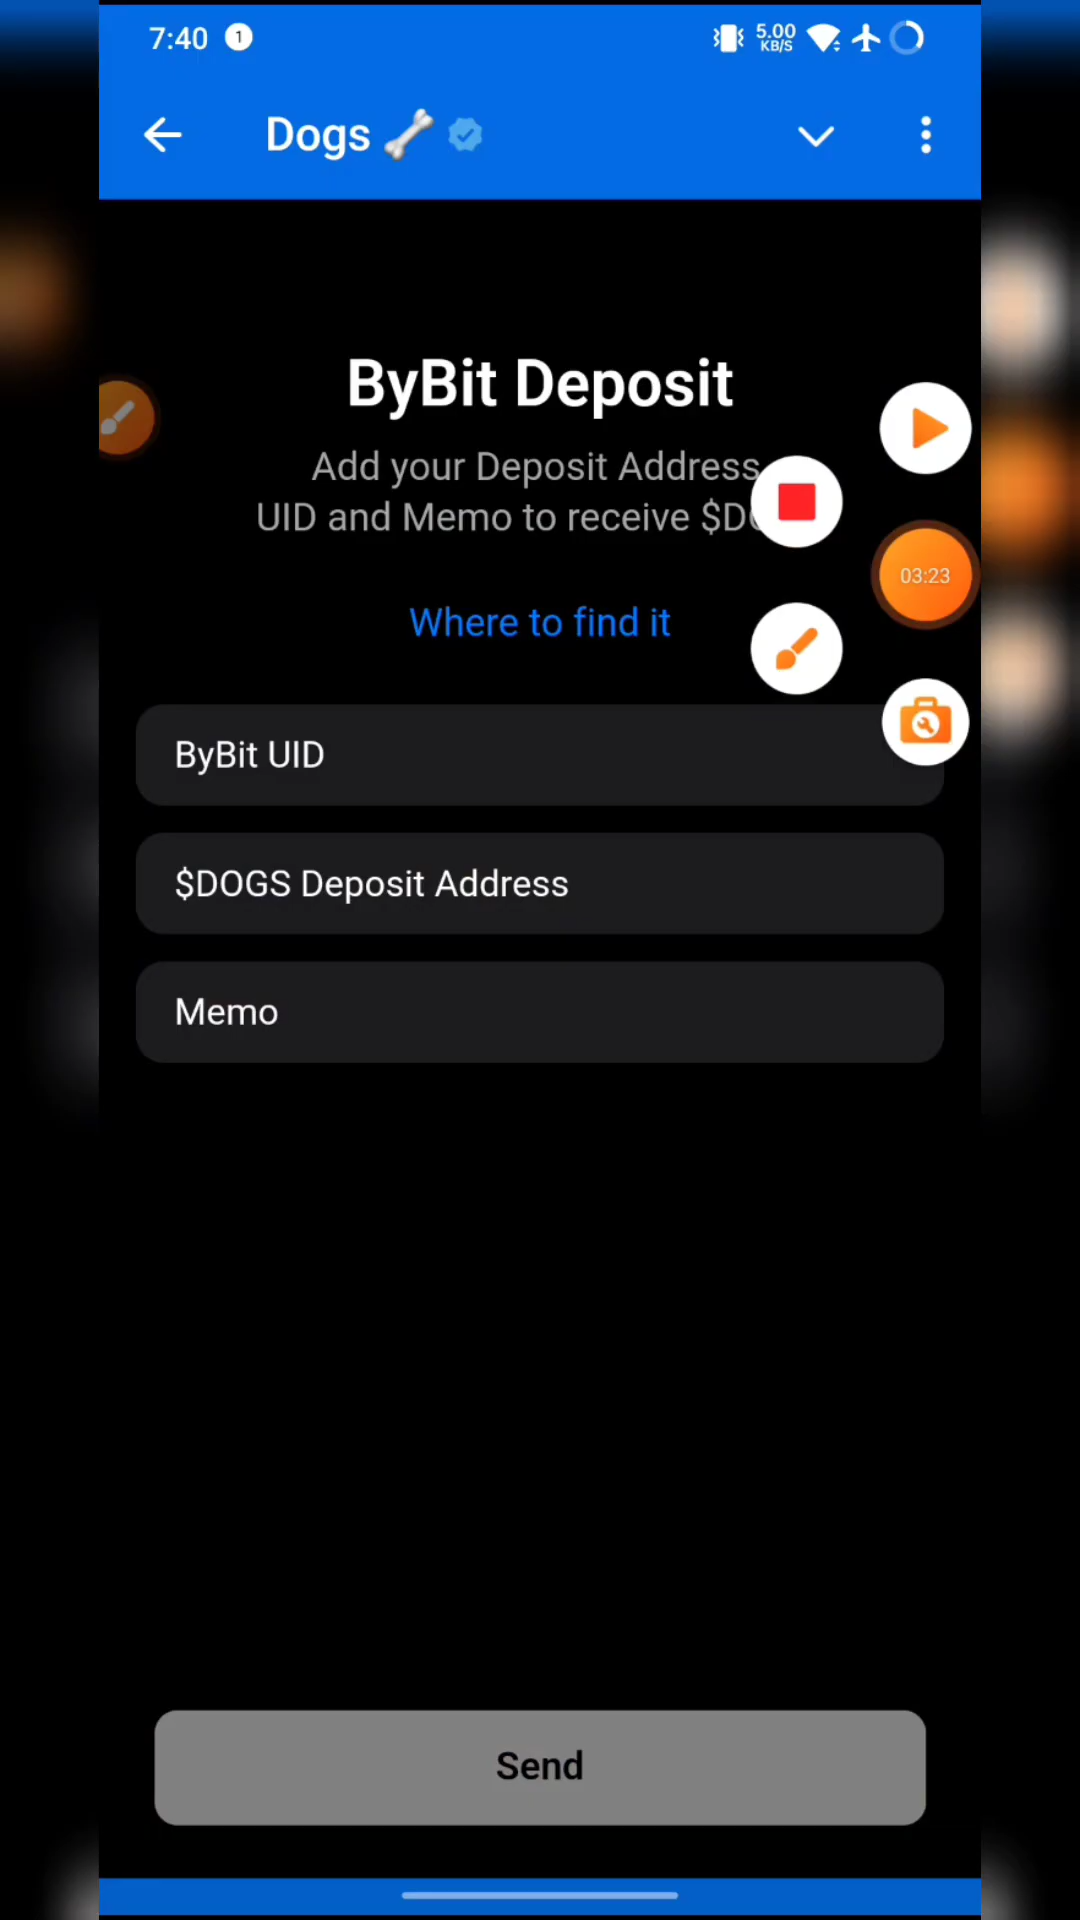 7:40 1 5.00 KB/S
Dogs
ByBit Deposit
Add your Deposit Address
UID and Memo to receive
03:23
Where to find it
ByBit UID
$DOGS Deposit Address
Memo
Send